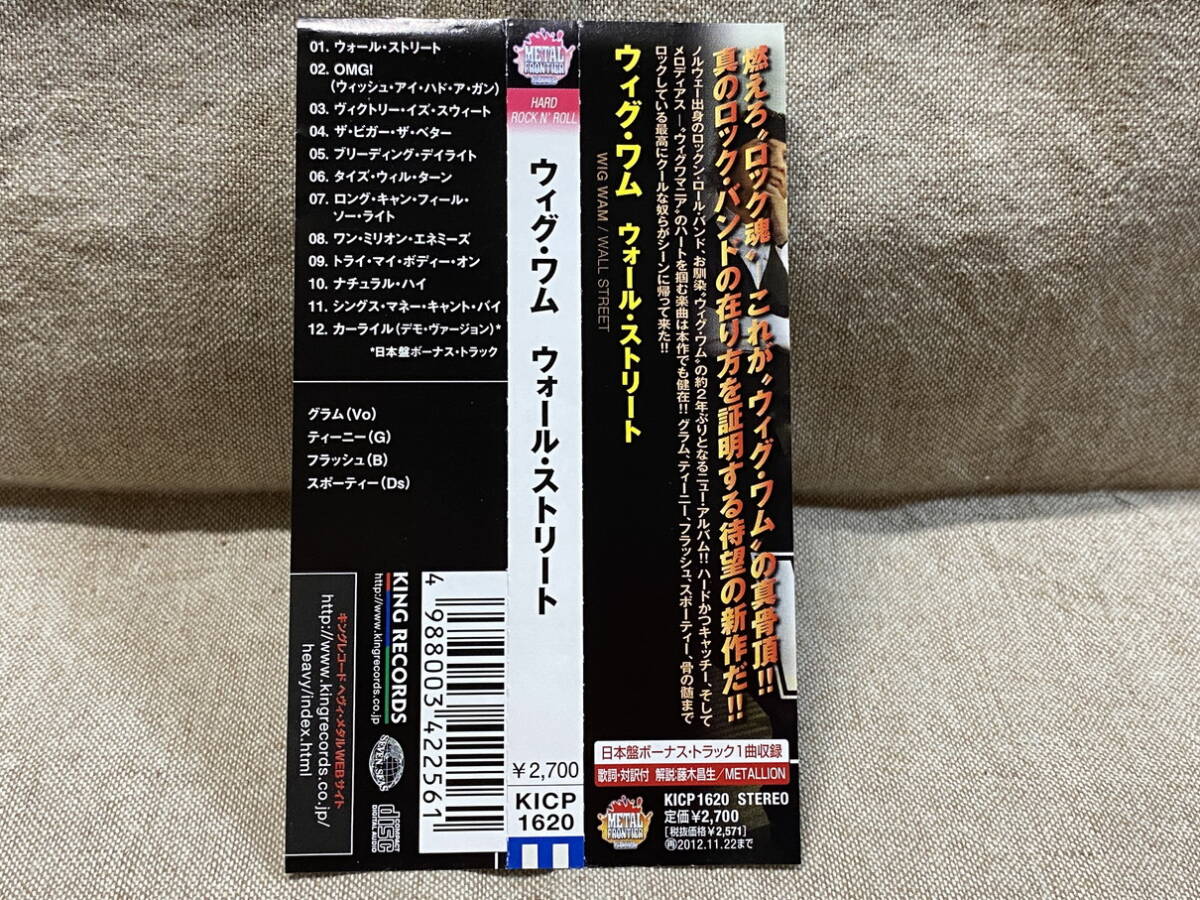 01. ウォール・ストリート
02. OMG!
(ウィッシュ・アイ・ハド・ア・ガン)
03. ヴィクトリー・イズ・スウィート
04. ザ・ビガー・ザ・ベター
05. ブリーディング・デイライト
06. タイズ・ウィル・ターン
07. ロング・キャン・フィール・
ソー・ライト
08. ワン・ミリオン・エネミーズ
09. トライ・マイ・ボディー・オン
10. ナチュラル・ハイ
11. シングス・マネー・キャント・バイ
12. カーライル(デモ・ヴァージョン)*
*日本盤ボーナス・トラック
グラム(Vo)
ティーニー(G)
フラッシュ(B)
スポーティー(Ds)
キングレコード ヘヴィ・メタル WEBサイト
http://www.kingrecords.co.jp/
heavy/index.html
KING RECORDS
http://www.kingrecords.co.jp
SEVEN SEAS
COMPACT
disc
DIGITAL AUDIO
4 988003 422561
METAL
FRONTIER
HARD
ROCK N' ROLL
ウィグ・ワム ウォール・ストリート
¥2,700
KICP
1620
燃えろ"ロック魂" これが"ウィグ・ワム"の真骨頂!!
真のロック・バンドの在り方を証明する待望の新作だ!!
ノルウェー出身のロックン・ロール・バンド、お馴染"ウィグ・ワム"の約2年ぶりとなるニュー・アルバム!! ハードかつキャッチー、そして
メロディアス―"ウィグワマニア"のハートを掴む楽曲は本作でも健在!! グラム、ティーニー、フラッシュ、スポーティー、骨の髄まで
ロックしている最高にクールな奴らがシーンに帰って来た!!
WIG WAM / WALL STREET
ウィグ・ワム ウォール・ストリート
日本盤ボーナス・トラック1曲収録
歌詞・対訳付 解説:藤木昌生/METALLION
METAL
FRONTIER
KICP 1620 STEREO
定価¥2,700
[税抜価格¥2,571]
再2012.11.22まで